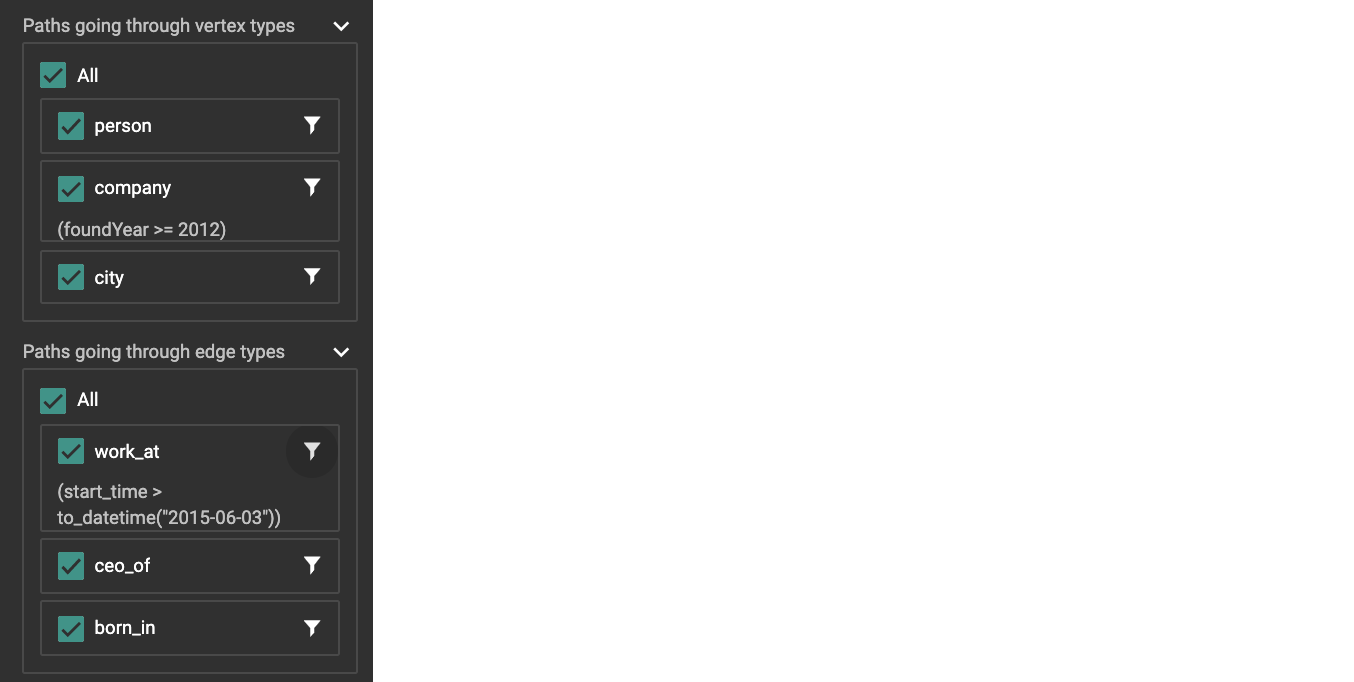 Paths going through vertex types
All
person
company
(foundYear >= 2012)
city
Paths going through edge types
All
work_at
(start_time >
to_datetime("2015-06-03"))
ceo_of
born_in